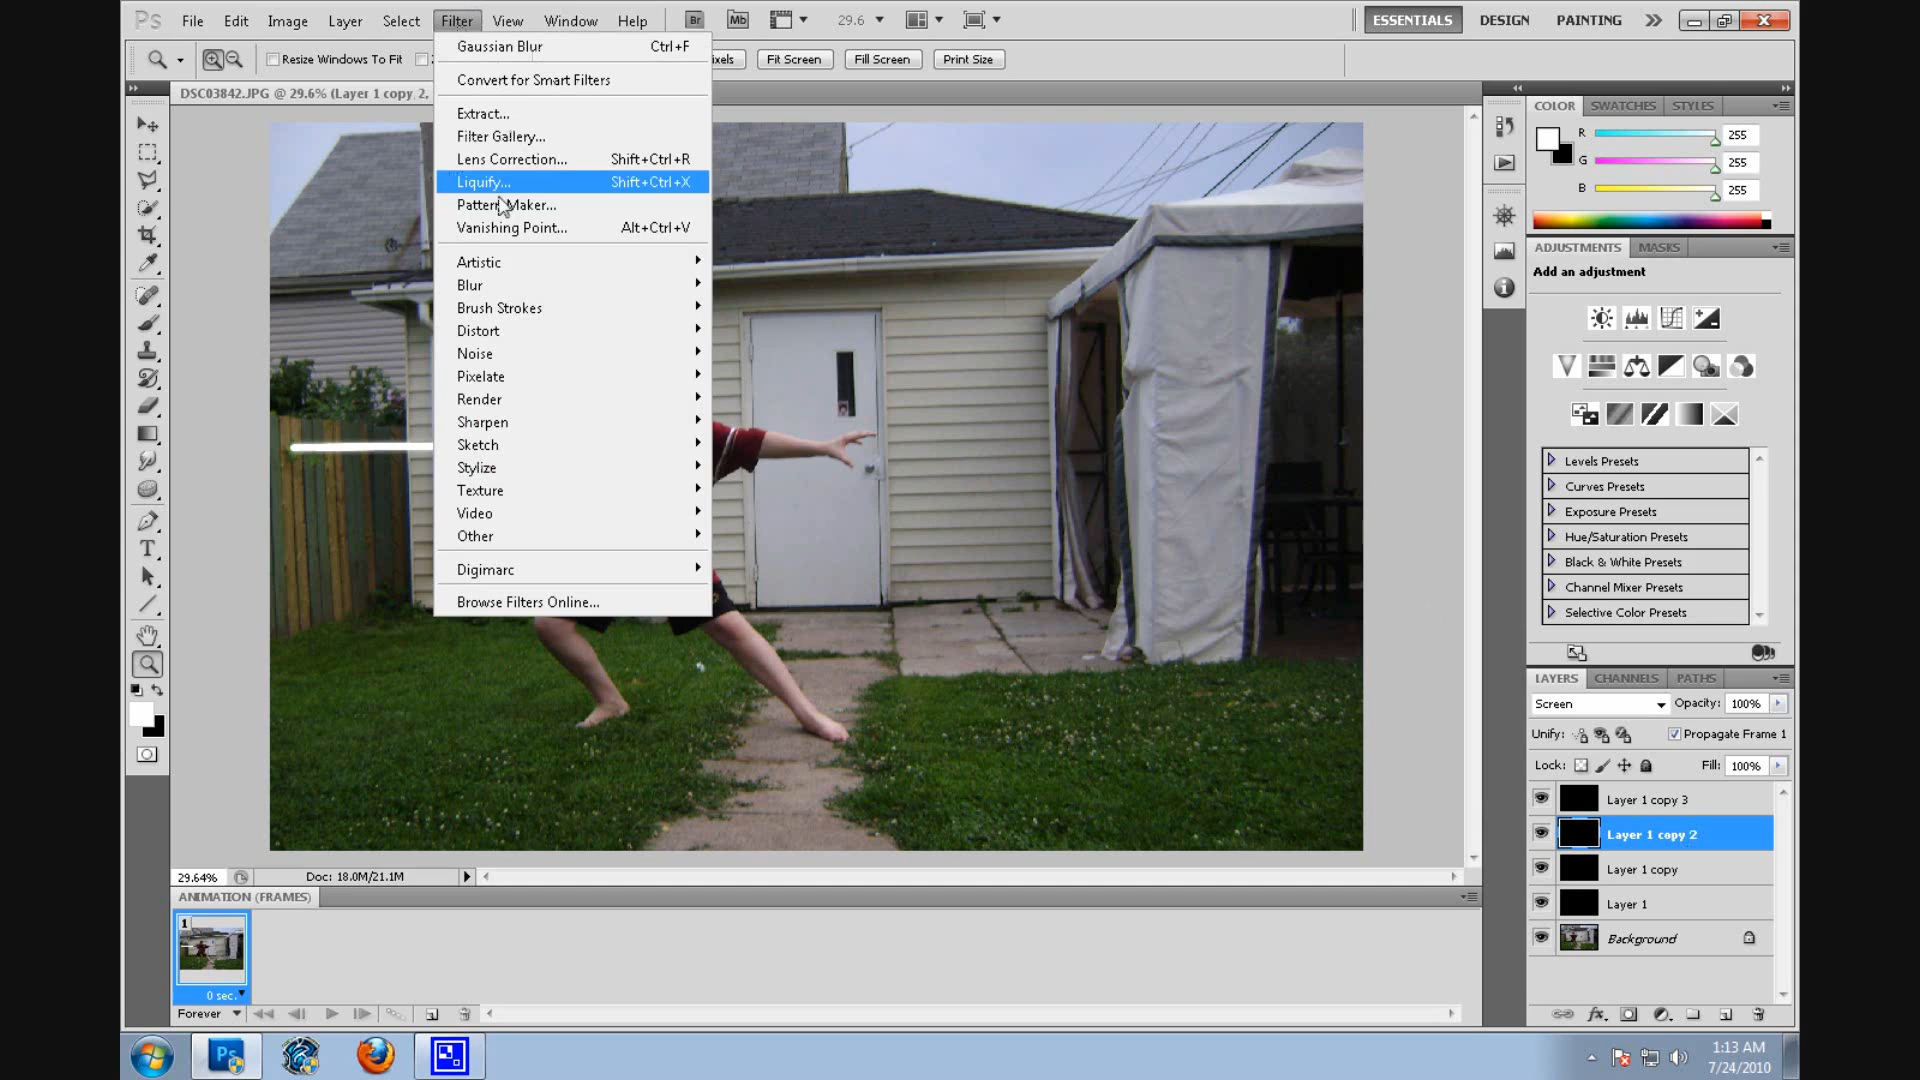 Ps File Edit Image Layer Select Filter View Window Help Br Mb 29.6 ESSENTIALS DESIGN PAINTING
Resize Windows To Fit
Fit Screen Fill Screen Print Size
DSC03842.JPG @ 29.6% (Layer 1 copy 2,
Gaussian Blur Ctrl+F
Convert for Smart Filters
Extract...
Filter Gallery...
Lens Correction... Shift+Ctrl+R
Liquify... Shift+Ctrl+X
Pattern Maker...
Vanishing Point... Alt+Ctrl+V
Artistic
Blur
Brush Strokes
Distort
Noise
Pixelate
Render
Sharpen
Sketch
Stylize
Texture
Video
Other
Digimarc
Browse Filters Online...
COLOR SWATCHES STYLES
R 255
G 255
B 255
ADJUSTMENTS MASKS
Add an adjustment
Levels Presets
Curves Presets
Exposure Presets
Hue/Saturation Presets
Black & White Presets
Channel Mixer Presets
Selective Color Presets
LAYERS CHANNELS PATHS
Screen Opacity: 100%
Unify: Propagate Frame 1
Lock: Fill: 100%
Layer 1 copy 3
Layer 1 copy 2
Layer 1 copy
Layer 1
Background
29.64% Doc: 18.0M/21.1M
ANIMATION (FRAMES)
1
0 sec.
Forever
Ps
1:13 AM
7/24/2010